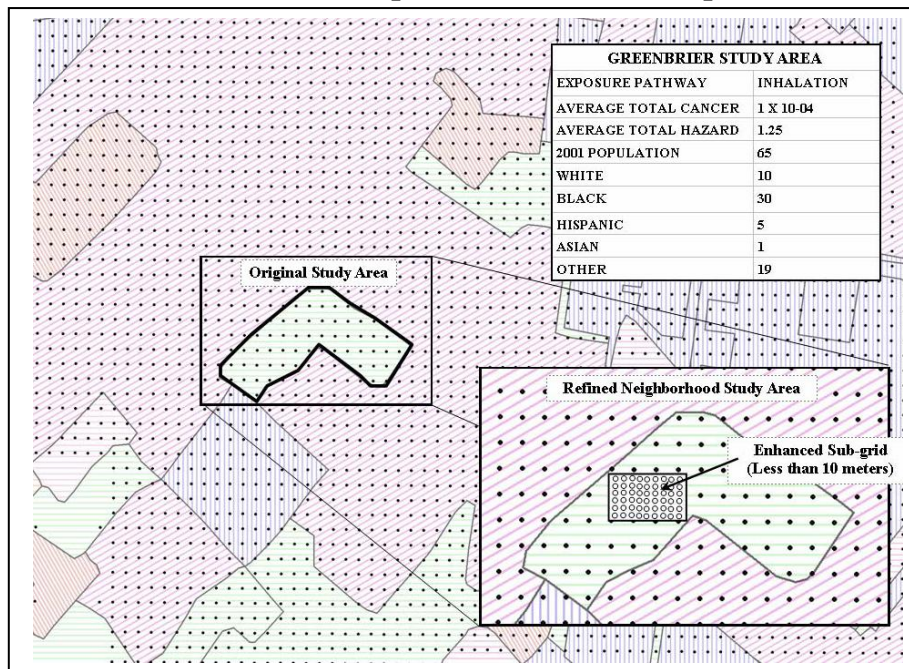 GREENBRIER STUDY AREA
EXPOSURE PATHWAY INHALATION
AVERAGE TOTAL CANCER 1 X 10-04
AVERAGE TOTAL HAZARD 1.25
2001 POPULATION 65
WHITE 10
BLACK 30
HISPANIC 5
ASIAN 1
OTHER 19
Original Study Area
Refined Neighborhood Study Area
Enhanced Sub-grid
(Less than 10 meters)